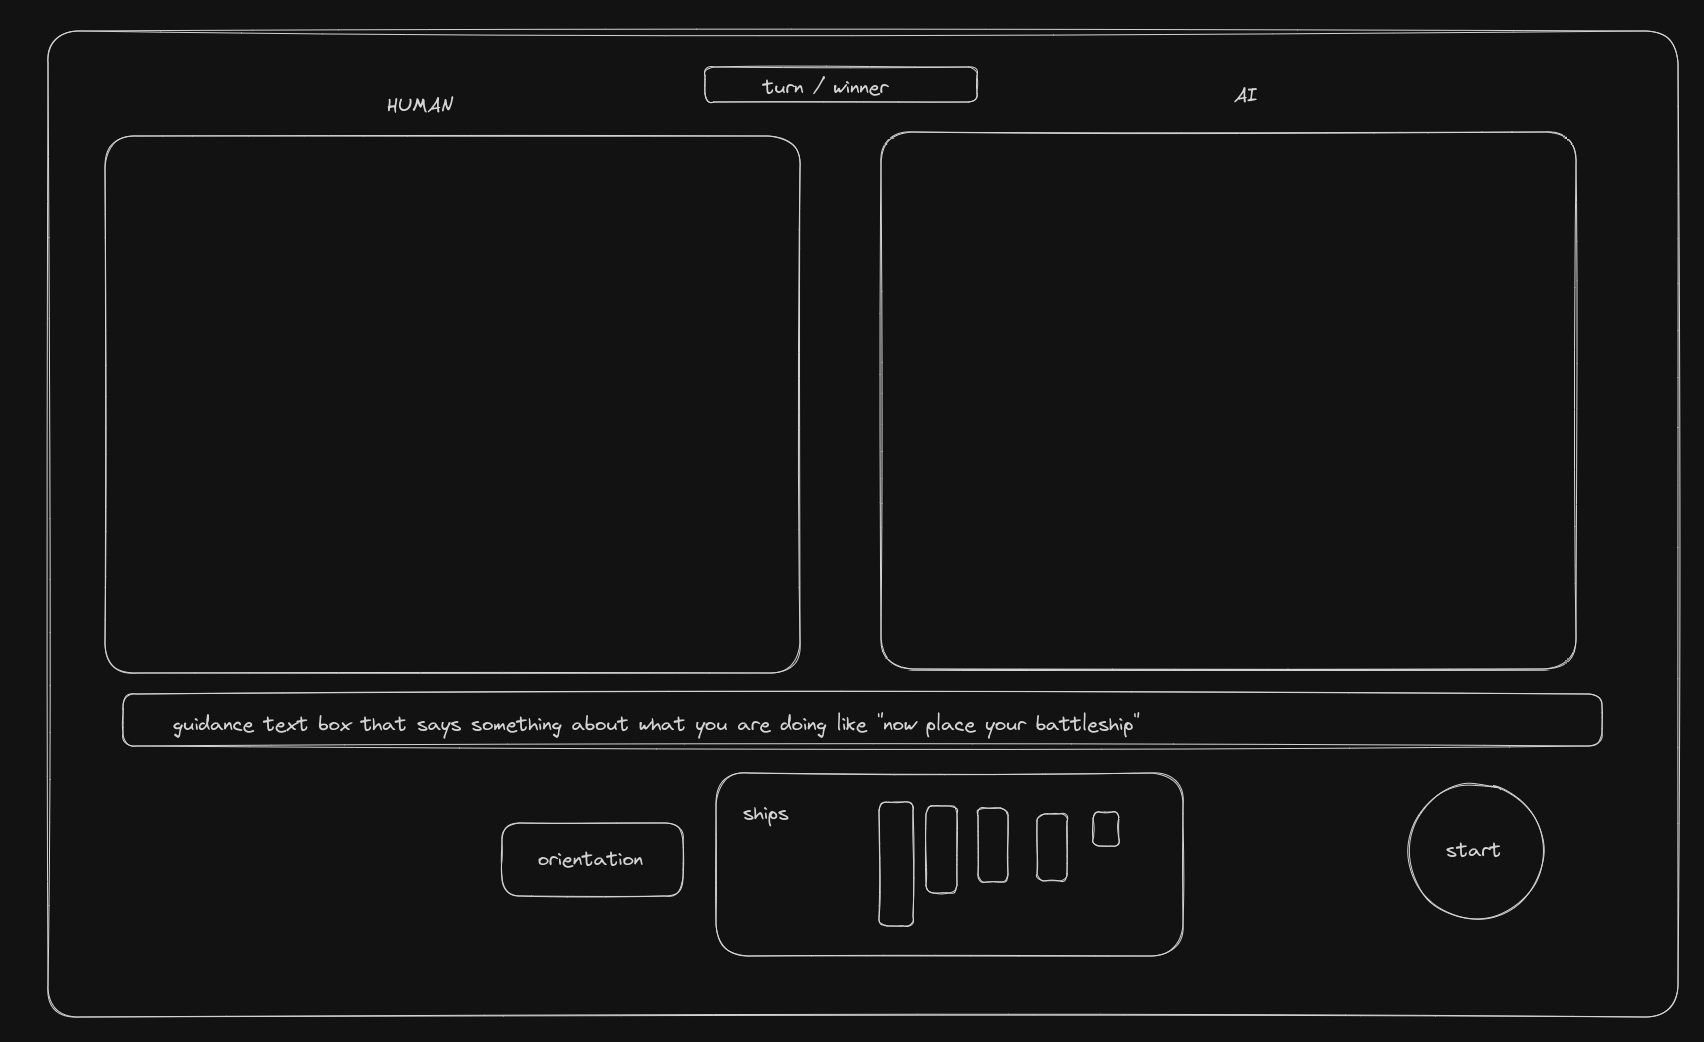 turn / winner
HUMAN
AI
guidance text box that says something about what you are doing like "now place your battleship"
ships
orientation
start